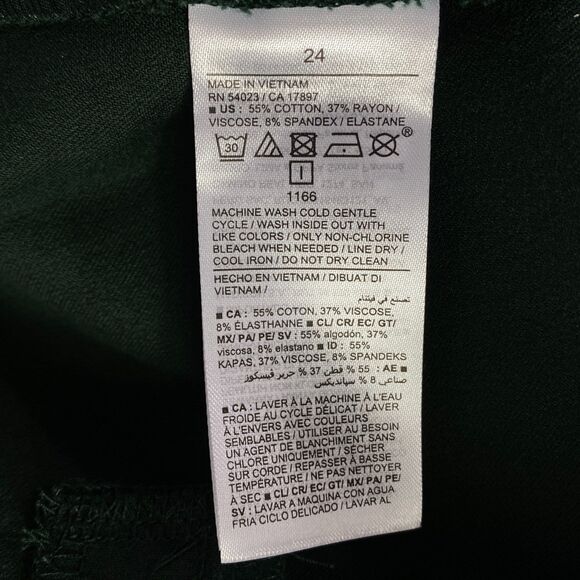 24
MADE IN VIETNAM
RN 54023 / CA 17897
■ US : 55% COTTON, 37% RAYON /
VISCOSE, 8% SPANDEX / ELASTANE
30
®
1166
MACHINE WASH COLD GENTLE
CYCLE / WASH INSIDE OUT WITH
LIKE COLORS / ONLY NON-CHLORINE
BLEACH WHEN NEEDED / LINE DRY /
COOL IRON / DO NOT DRY CLEAN
HECHO EN VIETNAM / DIBUAT DI
VIETNAM /
تصنع في فيتنام
■ CA : 55% COTON, 37% VISCOSE,
8% ÉLASTHANNE ■ CL/ CR/ EC/ GT/
MX/ PA/ PE/ SV : 55% algodón, 37%
viscosa, 8% elastano ■ ID : 55%
KAPAS, 37% VISCOSE, 8% SPANDEKS
■ AE : 55 % قطن 37 % حرير فيسكوز
صناعي 8 % سبانديكس
■ CA : LAVER À LA MACHINE À L'EAU
FROIDE AU CYCLE DÉLICAT / LAVER
À L'ENVERS AVEC COULEURS
SEMBLABLES / UTILISER AU BESOIN
UN AGENT DE BLANCHIMENT SANS
CHLORE UNIQUEMENT / SÉCHER
SUR CORDE / REPASSER À BASSE
TEMPÉRATURE / NE PAS NETTOYER
À SEC ■ CL/ CR/ EC/ GT/ MX/ PA/ PE/
SV : LAVAR A MAQUINA CON AGUA
FRIA CICLO DELICADO / LAVAR AL